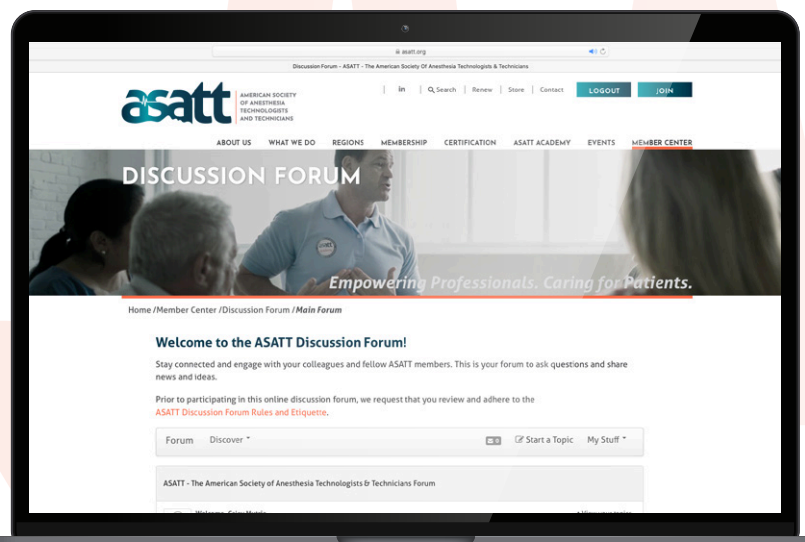 asatt.org
Discussion Forum - ASATT - The American Society Of Anesthesia Technologists & Technicians
asatt
AMERICAN SOCIETY
OF ANESTHESIA
TECHNOLOGISTS
AND TECHNICIANS
in | Search | Renew | Store | Contact LOGOUT JOIN
ABOUT US WHAT WE DO REGIONS MEMBERSHIP CERTIFICATION ASATT ACADEMY EVENTS MEMBER CENTER
DISCUSSION FORUM
asatt
Empowering Professionals. Caring for Patients.
Home /Member Center /Discussion Forum /Main Forum
Welcome to the ASATT Discussion Forum!
Stay connected and engage with your colleagues and fellow ASATT members. This is your forum to ask questions and share
news and ideas.
Prior to participating in this online discussion forum, we request that you review and adhere to the
ASATT Discussion Forum Rules and Etiquette.
Forum Discover 0 Start a Topic My Stuff
ASATT - The American Society of Anesthesia Technologists & Technicians Forum